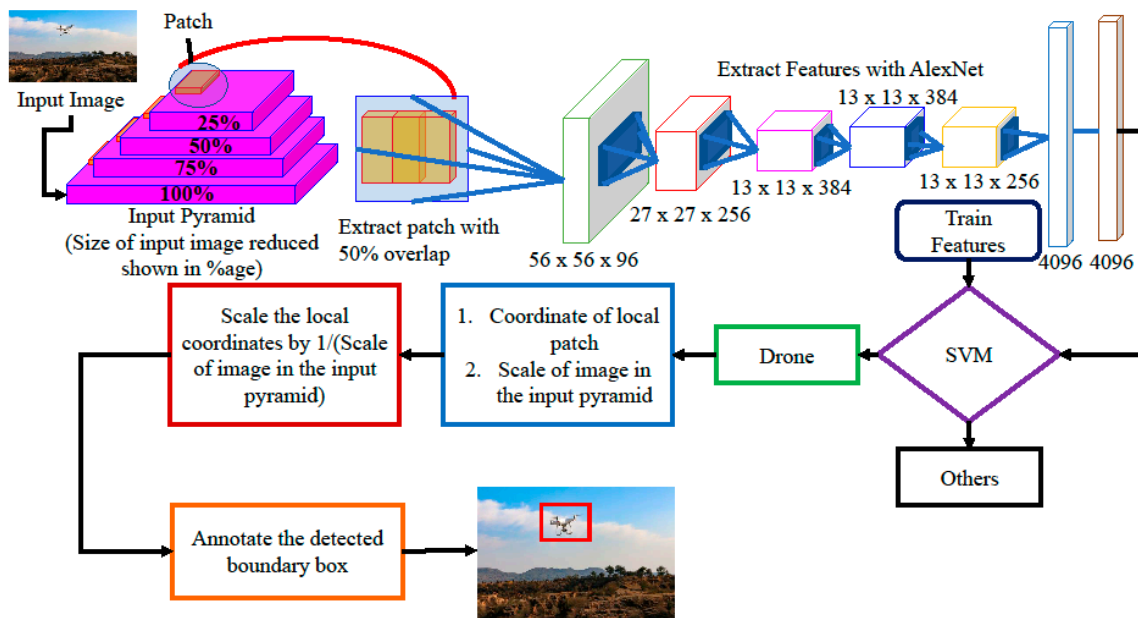 Patch
Input Image
25%
50%
75%
100%
Input Pyramid
(Size of input image reduced
shown in %age)
Extract patch with
50% overlap
Extract Features with AlexNet
56 x 56 x 96
27 x 27 x 256
13 x 13 x 384
13 x 13 x 384
13 x 13 x 256
4096
4096
Train
Features
SVM
Drone
Others
1. Coordinate of local
patch
2. Scale of image in
the input pyramid
Scale the local
coordinates by 1/(Scale
of image in the input
pyramid)
Annotate the detected
boundary box